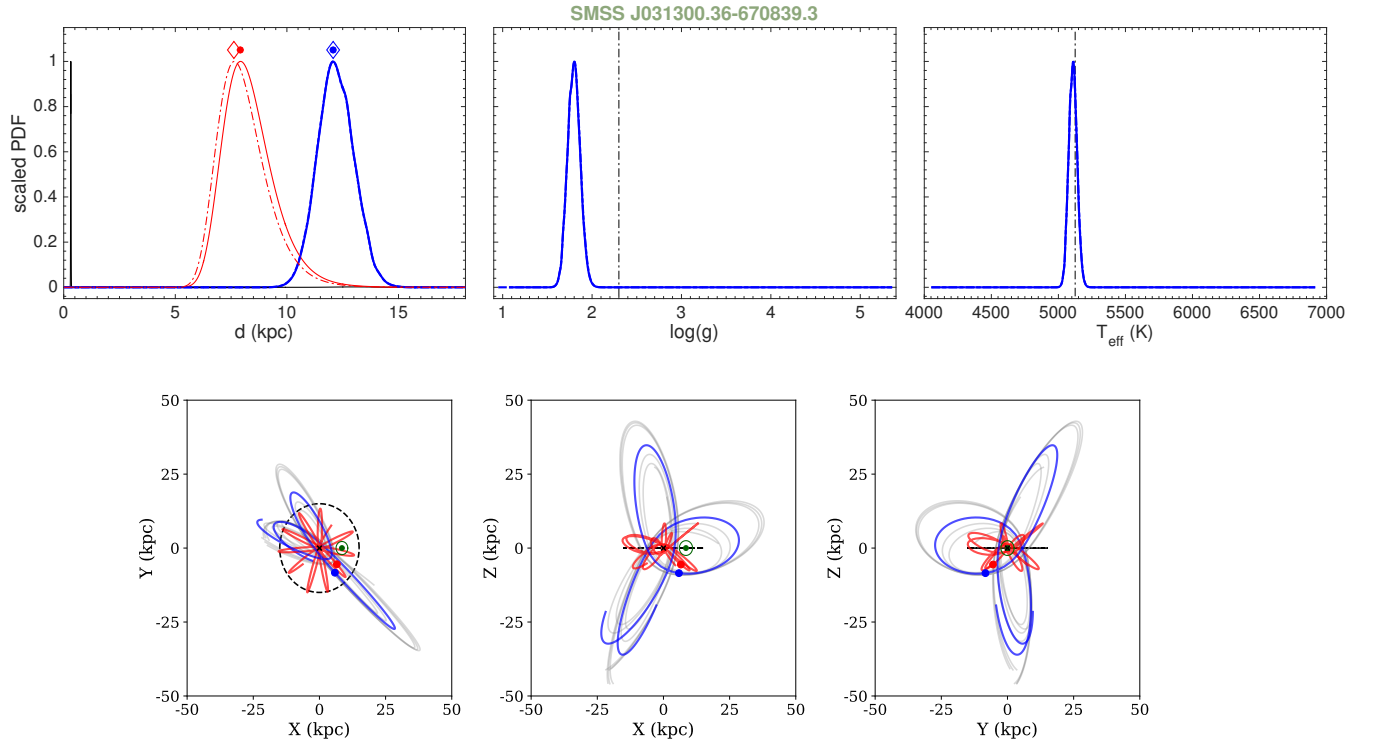 SMSS J031300.36-670839.3
scaled PDF
1
0.8
0.6
0.4
0.2
0
0 5 10 15
d (kpc)
1 2 3 4 5
log(g)
4000 4500 5000 5500 6000 6500 7000
T_eff (K)
50
25
0
-25
-50
Y (kpc)
-50 -25 0 25 50
X (kpc)
50
25
0
-25
-50
Z (kpc)
-50 -25 0 25 50
X (kpc)
50
25
0
-25
-50
Z (kpc)
-50 -25 0 25 50
Y (kpc)